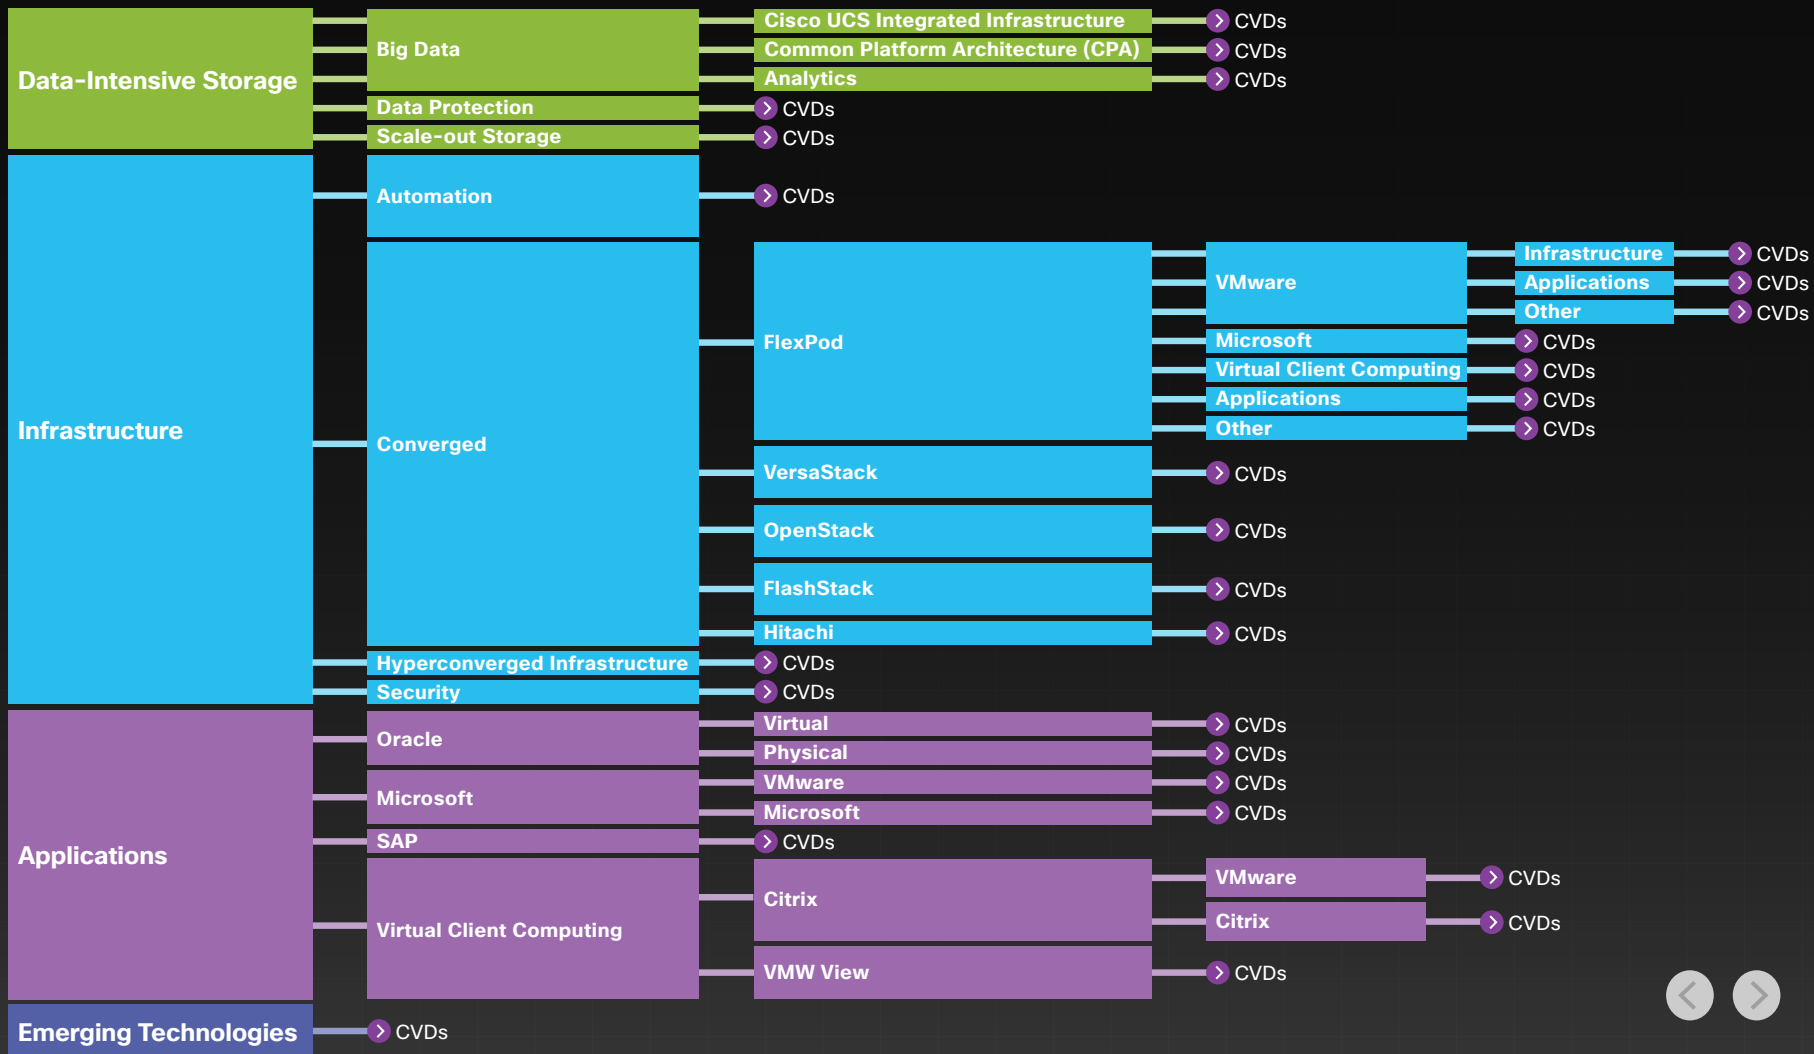 Data-Intensive Storage
Big Data
Cisco UCS Integrated Infrastructure
CVDs
Common Platform Architecture (CPA)
CVDs
Analytics
CVDs
Data Protection
CVDs
Scale-out Storage
CVDs
Infrastructure
Automation
CVDs
Converged
FlexPod
VMware
Infrastructure
CVDs
Applications
CVDs
Other
CVDs
Microsoft
CVDs
Virtual Client Computing
CVDs
Applications
CVDs
Other
CVDs
VersaStack
CVDs
OpenStack
CVDs
FlashStack
CVDs
Hitachi
CVDs
Hyperconverged Infrastructure
CVDs
Security
CVDs
Applications
Oracle
Virtual
CVDs
Physical
CVDs
Microsoft
VMware
CVDs
Microsoft
CVDs
SAP
CVDs
Virtual Client Computing
Citrix
VMware
CVDs
Citrix
CVDs
VMW View
CVDs
Emerging Technologies
CVDs